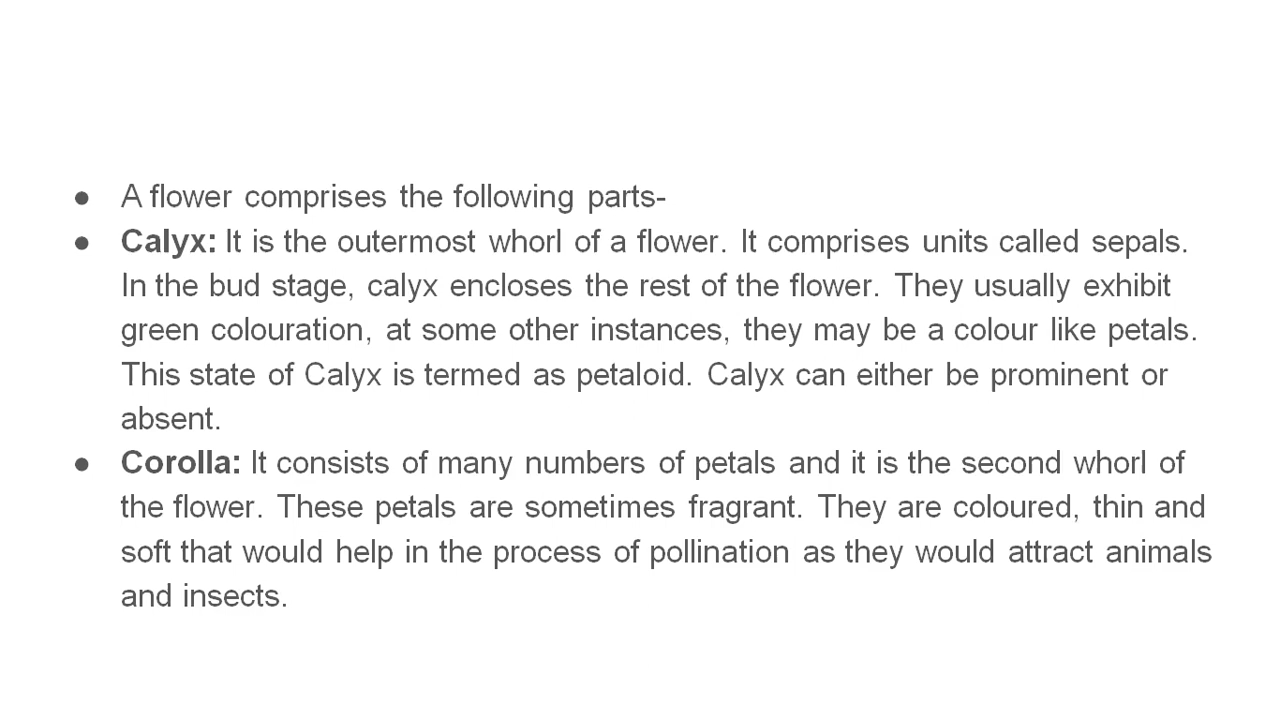 ● A flower comprises the following parts-
● Calyx: It is the outermost whorl of a flower. It comprises units called sepals.
In the bud stage, calyx encloses the rest of the flower. They usually exhibit
green colouration, at some other instances, they may be a colour like petals.
This state of Calyx is termed as petaloid. Calyx can either be prominent or
absent.
● Corolla: It consists of many numbers of petals and it is the second whorl of
the flower. These petals are sometimes fragrant. They are coloured, thin and
soft that would help in the process of pollination as they would attract animals
and insects.